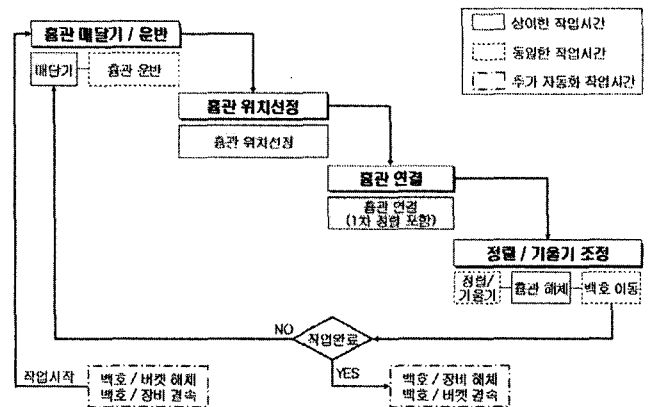 흄관 매달기 / 운반
매달기
흄관 운반
상이한 작업시간
동일한 작업시간
추가 자동화 작업시간
흄관 위치선정
흄관 위치선정
흄관 연결
흄관 연결
(1차 정렬 포함)
정렬 / 기울기 조정
정렬/
기울기
흄관 해체
백호 이동
NO
작업완료
YES
작업시작
백호 / 버켓 해체
백호 / 장비 결속
백호 / 장비 해체
백호 / 버켓 결속